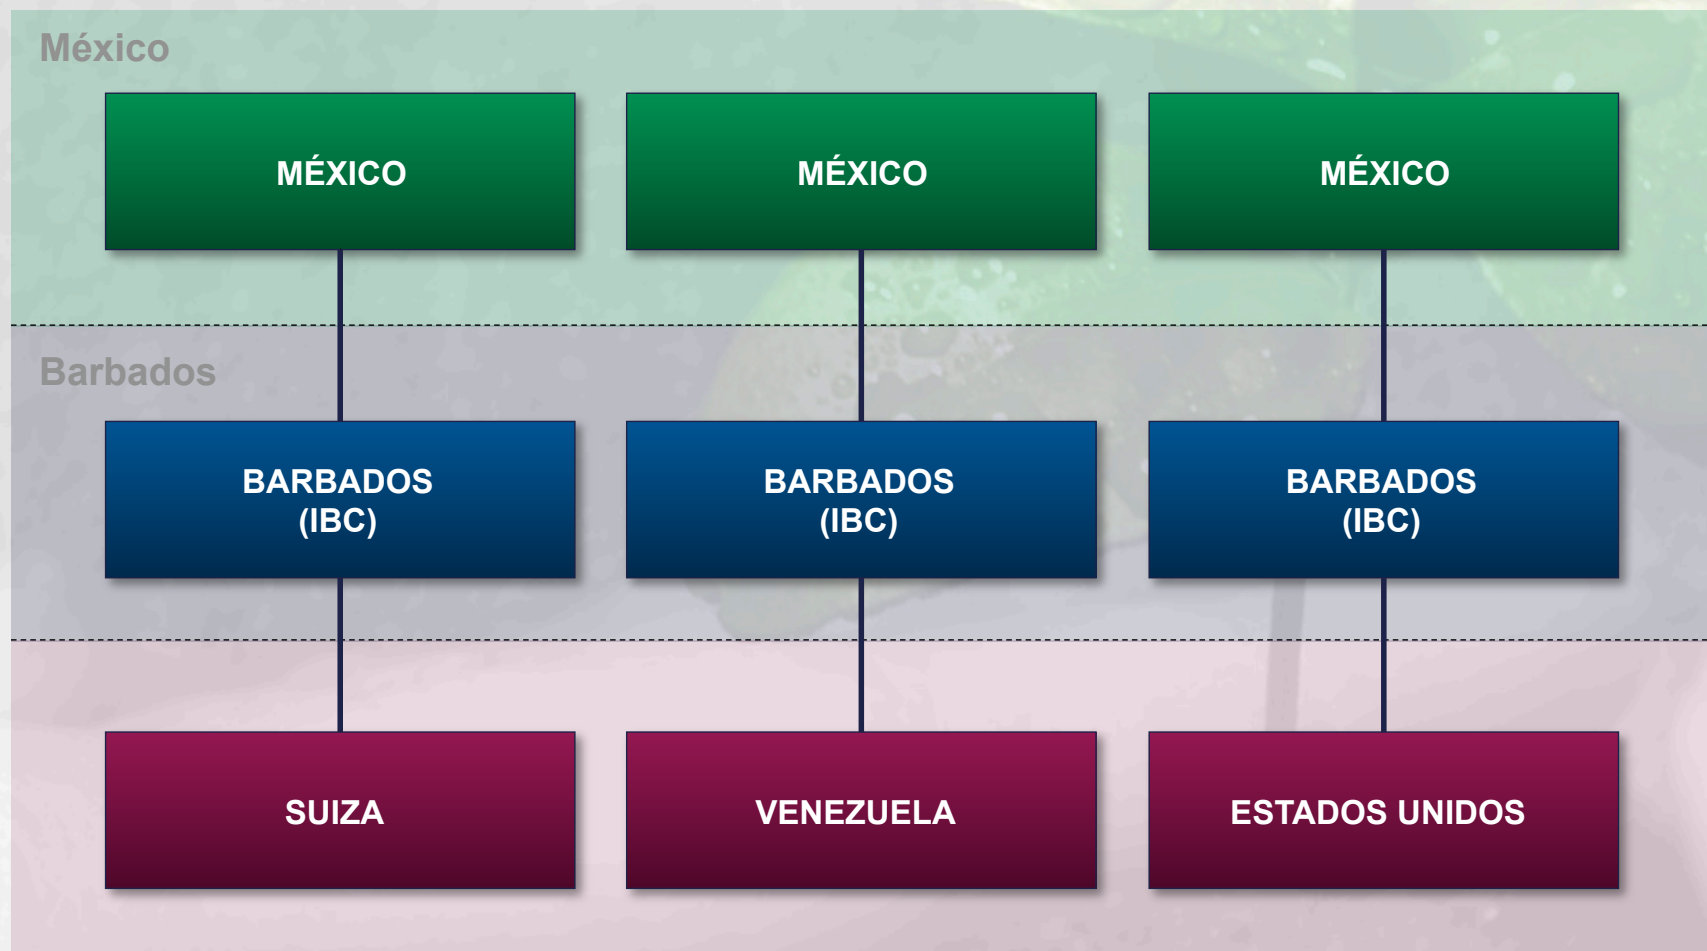 México
MÉXICO
MÉXICO
MÉXICO
Barbados
BARBADOS
(IBC)
BARBADOS
(IBC)
BARBADOS
(IBC)
SUIZA
VENEZUELA
ESTADOS UNIDOS